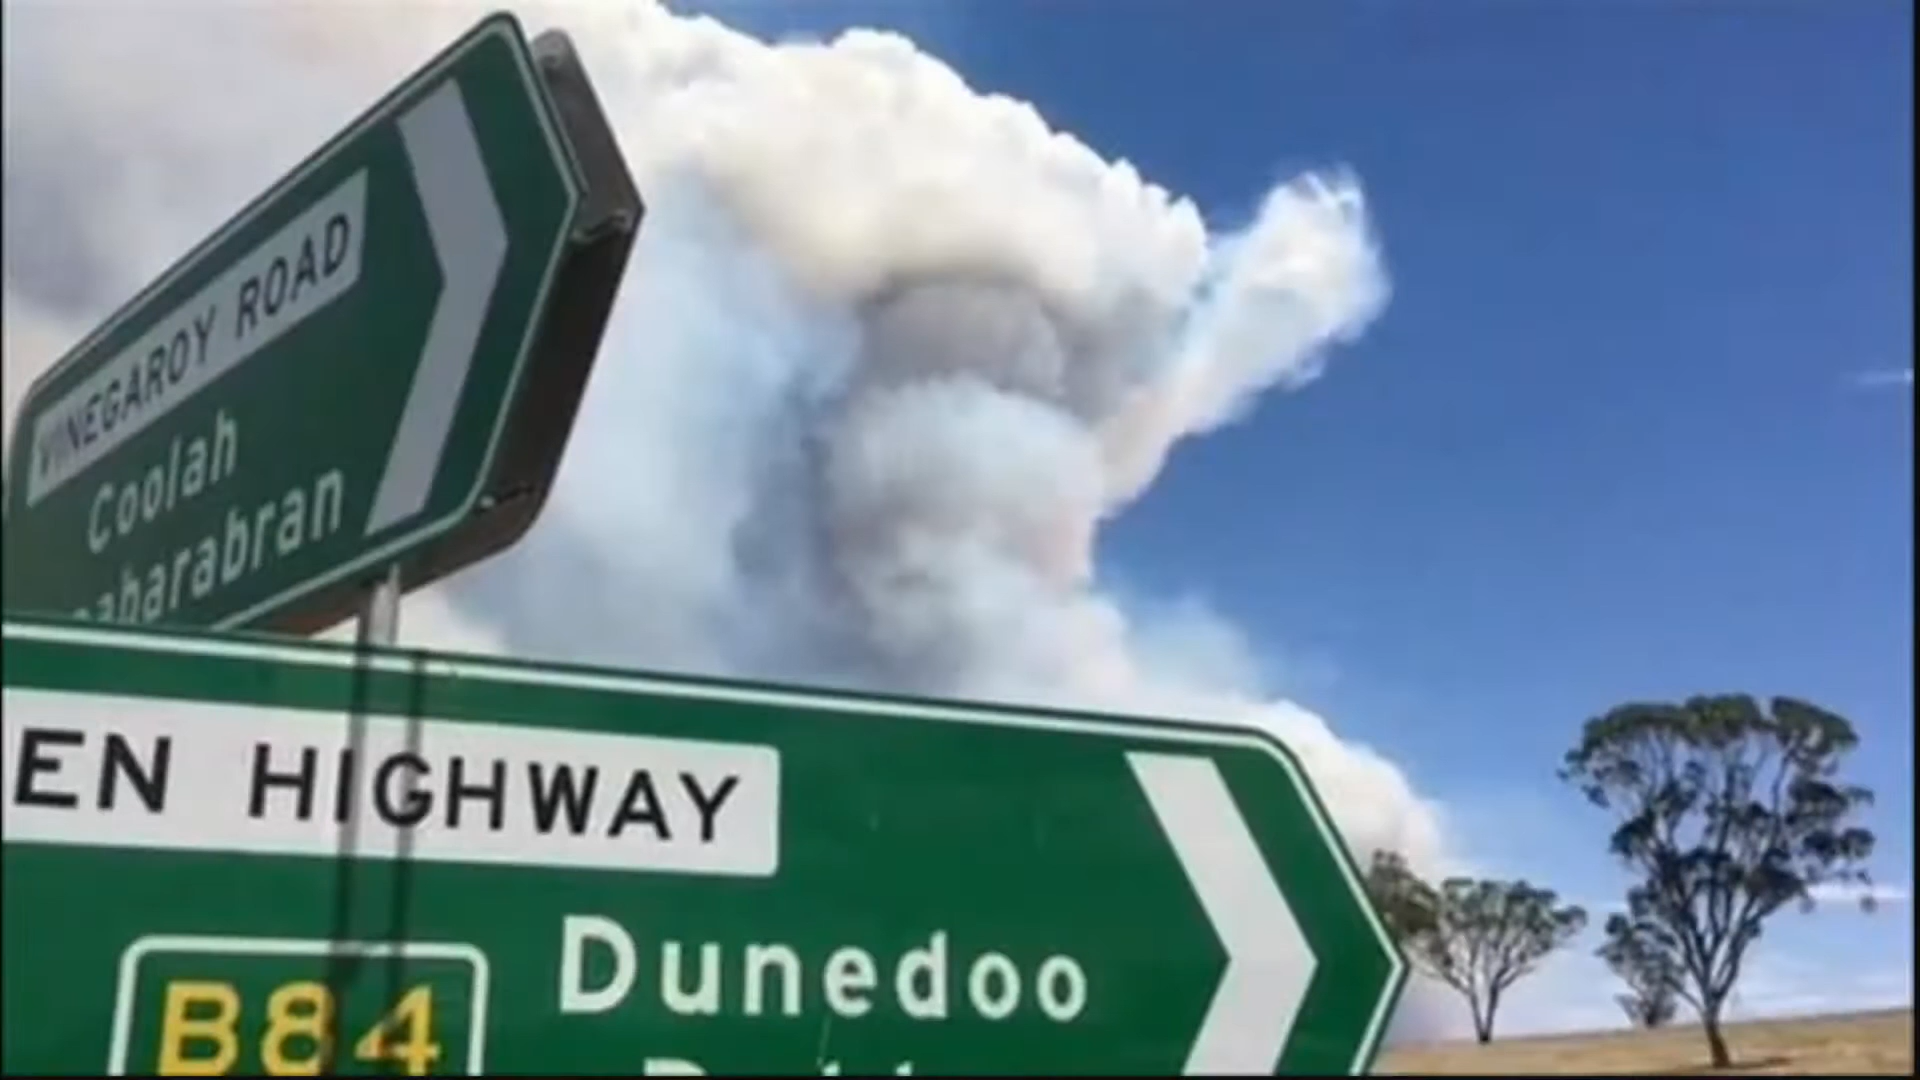 VINEGAROY ROAD
Coolah
EN HIGHWAY
B84
Dunedoo